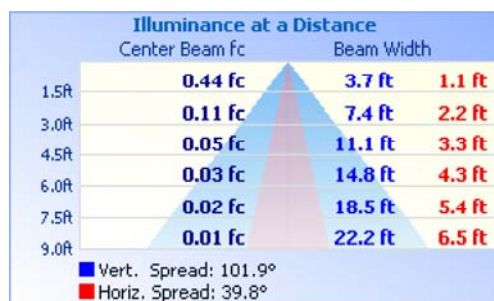 Illuminance at a Distance
Center Beam fc Beam Width
1.5ft 0.44 fc 3.7 ft 1.1 ft
3.0ft 0.11 fc 7.4 ft 2.2 ft
4.5ft 0.05 fc 11.1 ft 3.3 ft
6.0ft 0.03 fc 14.8 ft 4.3 ft
7.5ft 0.02 fc 18.5 ft 5.4 ft
9.0ft 0.01 fc 22.2 ft 6.5 ft
Vert. Spread: 101.9°
Horiz. Spread: 39.8°